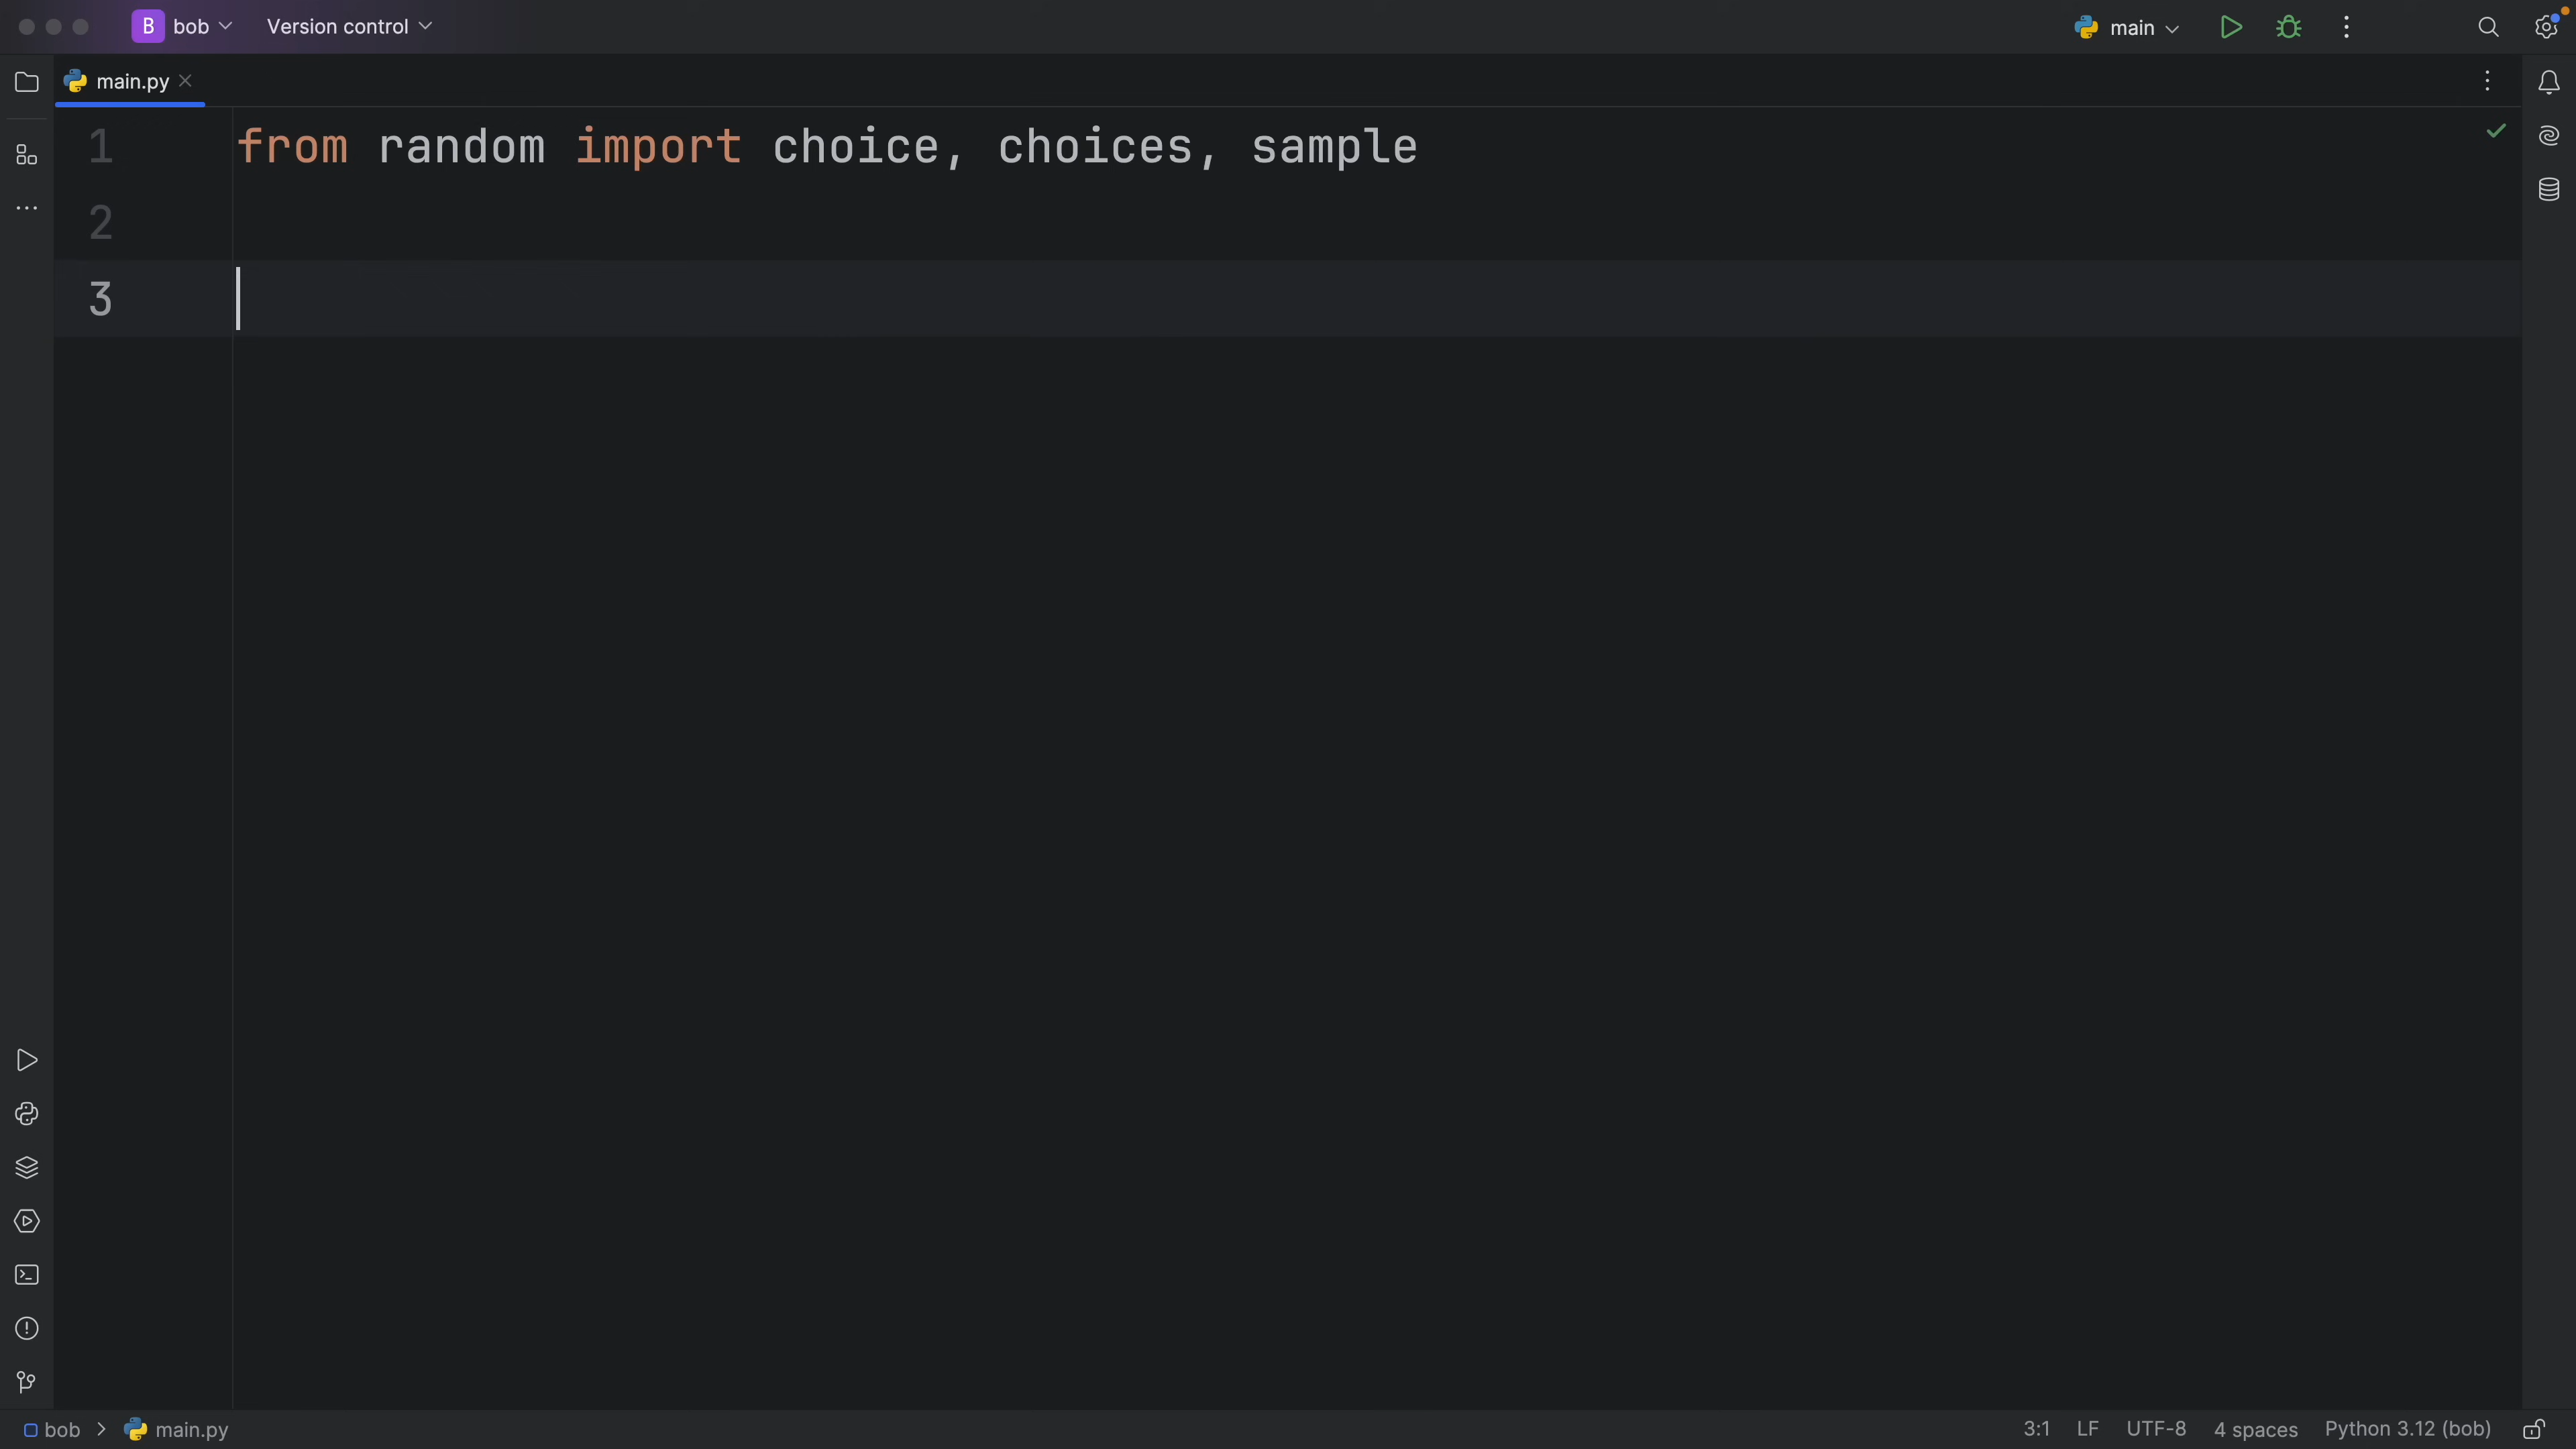 B bob Version control main
main.py
1 from random import choice, choices, sample
2
3
bob > main.py 3:1 LF UTF-8 4 spaces Python 3.12 (bob)